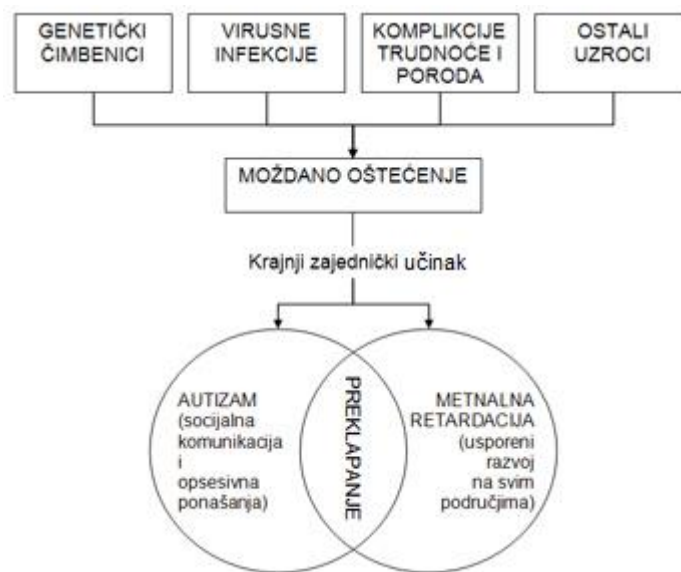 GENETIČKI
ČIMBENICI
VIRUSNE
INFEKCIJE
KOMPLIKCIJE
TRUDNOĆE I
PORODA
OSTALI
UZROCI
MOŽDANO OŠTEĆENJE
Krajnji zajednički učinak
AUTIZAM
(socijalna
komunikacija
i
opsesivna
ponašanja)
PREKLAPANJE
METNALNA
RETARDACIJA
(usporeni
razvoj
na svim
područjima)